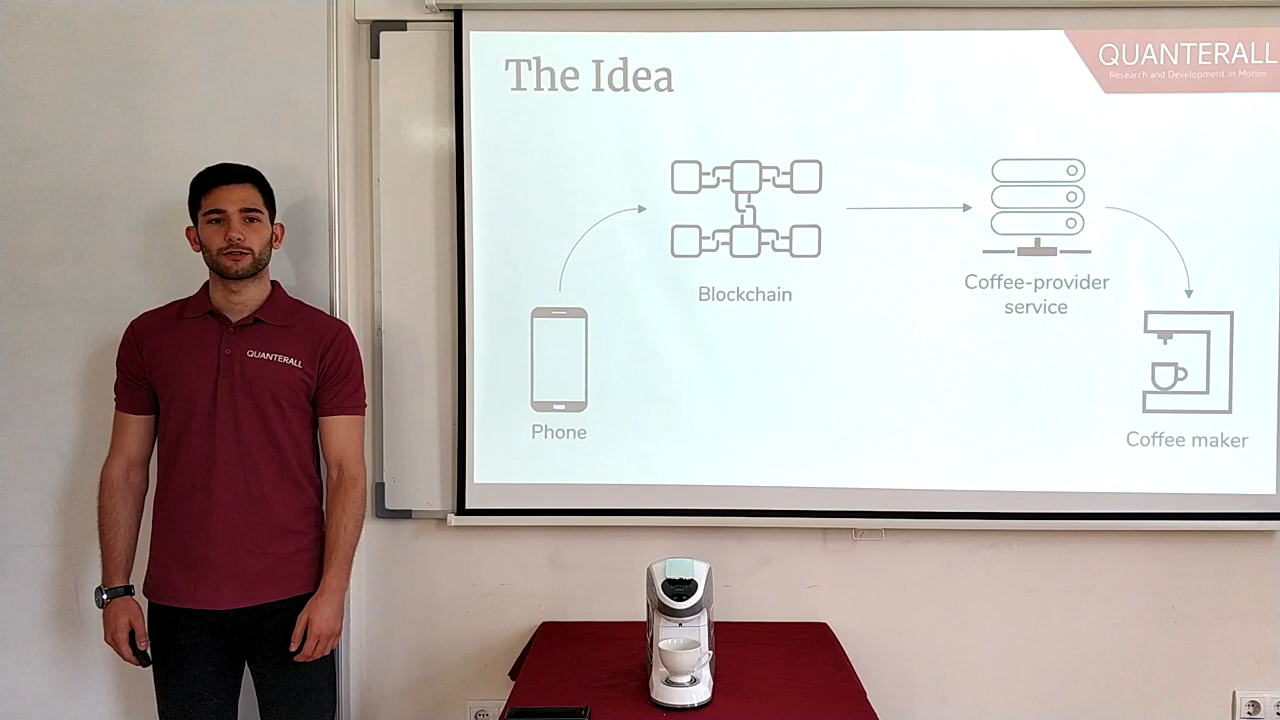 The Idea
QUANTERALL
Research and Development in Motion
Blockchain
Coffee-provider
service
Phone
Coffee maker
QUANTERALL